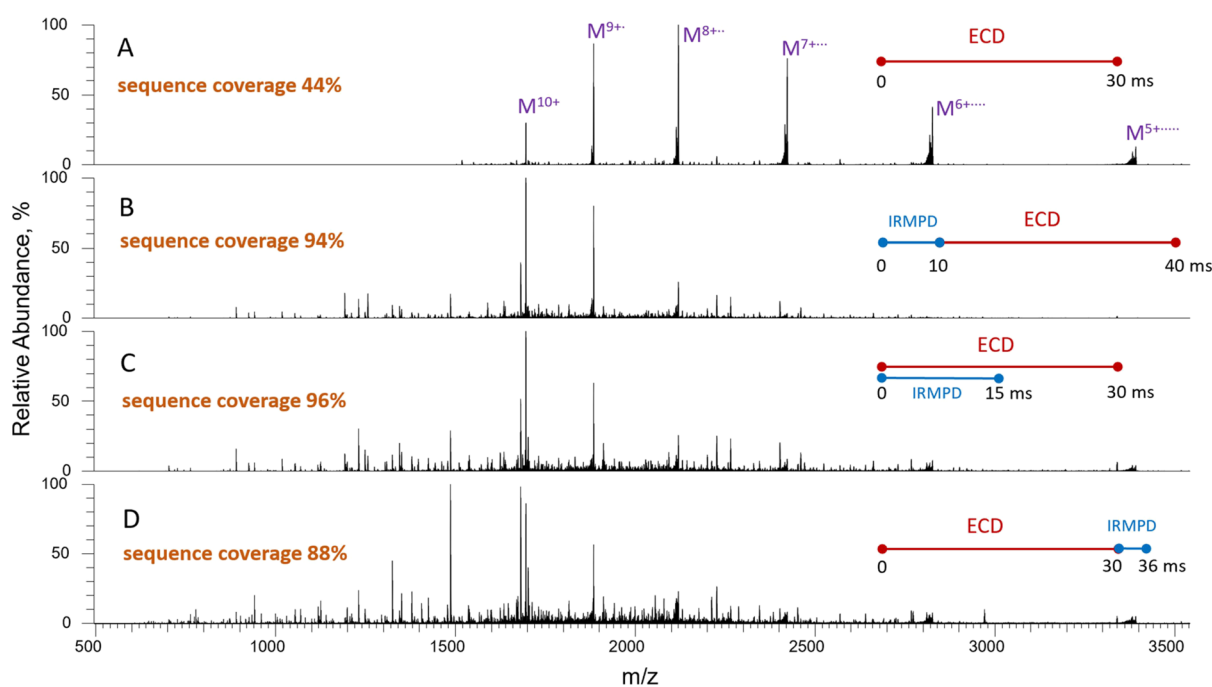 A
sequence coverage 44%
M10+
M9+·
M8+··
M7+···
M6+····
M5+·····
ECD
0 30 ms
100
50
0
B
sequence coverage 94%
IRMPD ECD
0 10 40 ms
100
50
0
C
sequence coverage 96%
ECD
0 IRMPD 15 ms 30 ms
100
50
0
D
sequence coverage 88%
ECD IRMPD
0 30 36 ms
100
50
0
Relative Abundance, %
500 1000 1500 2000 2500 3000 3500
m/z